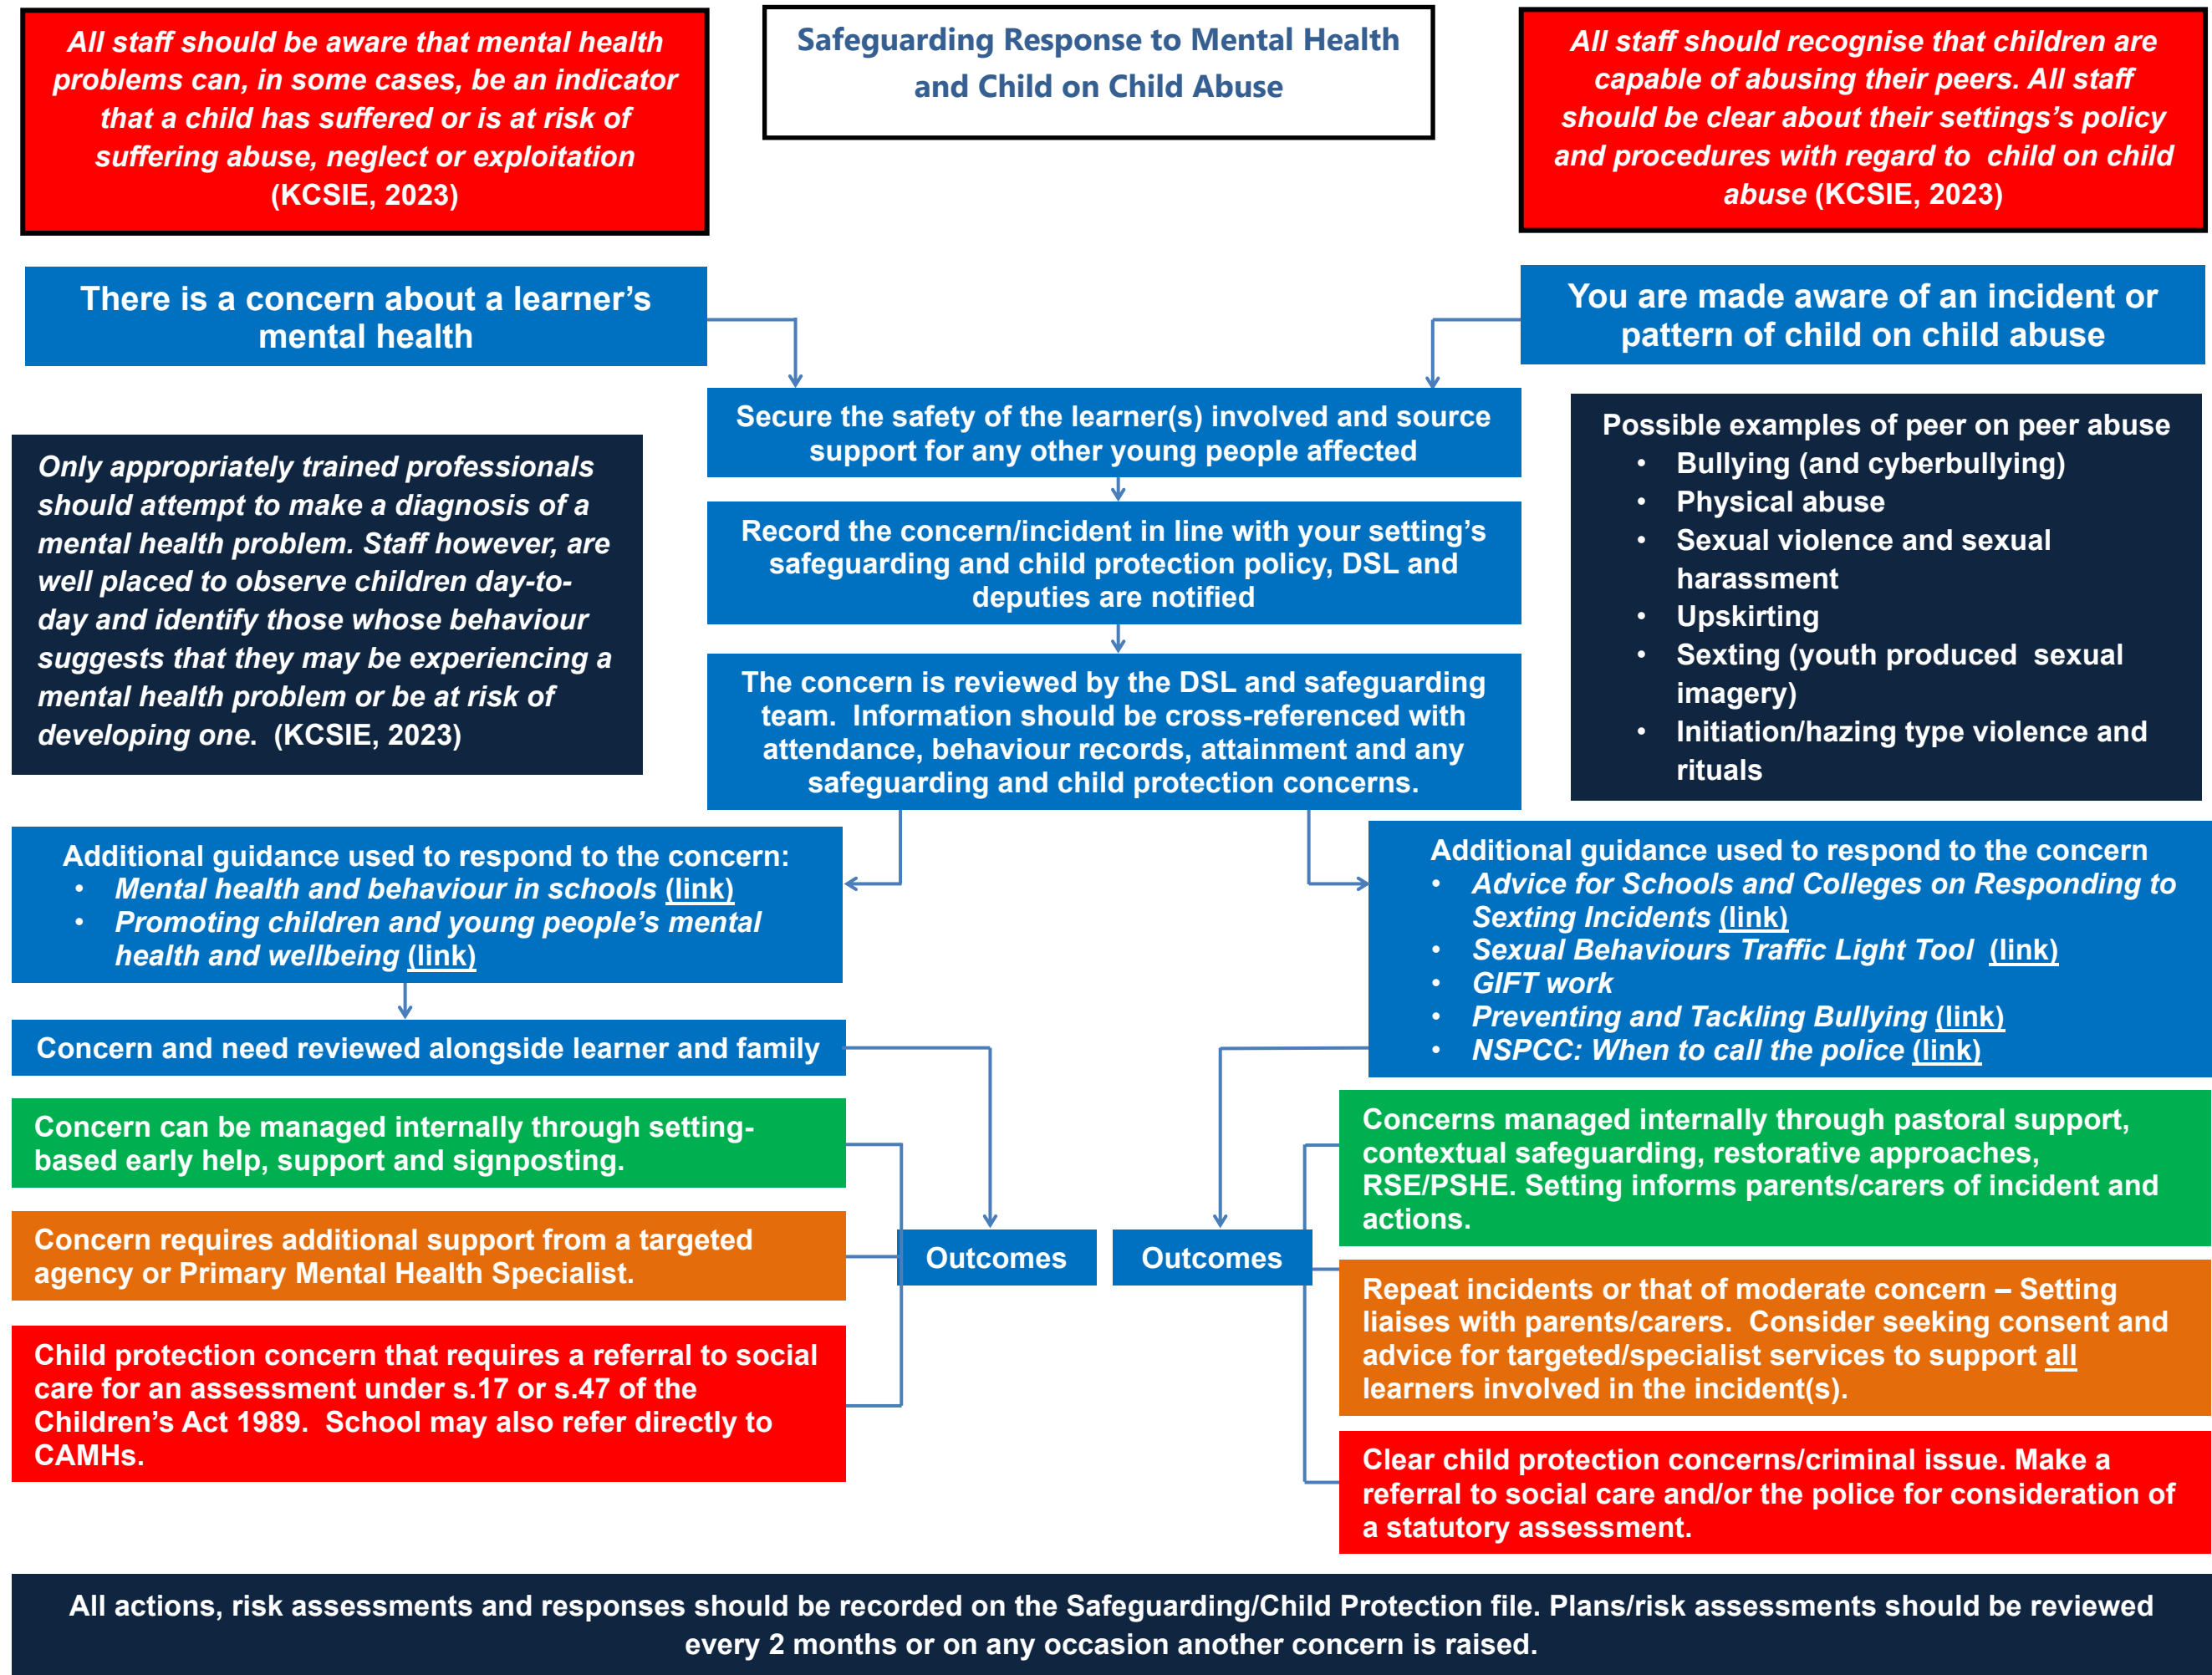 All staff should be aware that mental health
problems can, in some cases, be an indicator
that a child has suffered or is at risk of
suffering abuse, neglect or exploitation
(KCSIE, 2023)
Safeguarding Response to Mental Health
and Child on Child Abuse
All staff should recognise that children are
capable of abusing their peers. All staff
should be clear about their settings's policy
and procedures with regard to child on child
abuse (KCSIE, 2023)
There is a concern about a learner’s
mental health
You are made aware of an incident or
pattern of child on child abuse
Secure the safety of the learner(s) involved and source
support for any other young people affected
Only appropriately trained professionals
should attempt to make a diagnosis of a
mental health problem. Staff however, are
well placed to observe children day-to-
day and identify those whose behaviour
suggests that they may be experiencing a
mental health problem or be at risk of
developing one. (KCSIE, 2023)
Record the concern/incident in line with your setting’s
safeguarding and child protection policy, DSL and
deputies are notified
The concern is reviewed by the DSL and safeguarding
team. Information should be cross-referenced with
attendance, behaviour records, attainment and any
safeguarding and child protection concerns.
Possible examples of peer on peer abuse
• Bullying (and cyberbullying)
• Physical abuse
• Sexual violence and sexual
harassment
• Upskirting
• Sexting (youth produced sexual
imagery)
• Initiation/hazing type violence and
rituals
Additional guidance used to respond to the concern:
• Mental health and behaviour in schools (link)
• Promoting children and young people’s mental
health and wellbeing (link)
Additional guidance used to respond to the concern
• Advice for Schools and Colleges on Responding to
Sexting Incidents (link)
• Sexual Behaviours Traffic Light Tool (link)
• GIFT work
• Preventing and Tackling Bullying (link)
• NSPCC: When to call the police (link)
Concern and need reviewed alongside learner and family
Concern can be managed internally through setting-
based early help, support and signposting.
Concern requires additional support from a targeted
agency or Primary Mental Health Specialist.
Child protection concern that requires a referral to social
care for an assessment under s.17 or s.47 of the
Children’s Act 1989. School may also refer directly to
CAMHs.
Outcomes
Outcomes
Concerns managed internally through pastoral support,
contextual safeguarding, restorative approaches,
RSE/PSHE. Setting informs parents/carers of incident and
actions.
Repeat incidents or that of moderate concern – Setting
liaises with parents/carers. Consider seeking consent and
advice for targeted/specialist services to support all
learners involved in the incident(s).
Clear child protection concerns/criminal issue. Make a
referral to social care and/or the police for consideration of
a statutory assessment.
All actions, risk assessments and responses should be recorded on the Safeguarding/Child Protection file. Plans/risk assessments should be reviewed
every 2 months or on any occasion another concern is raised.